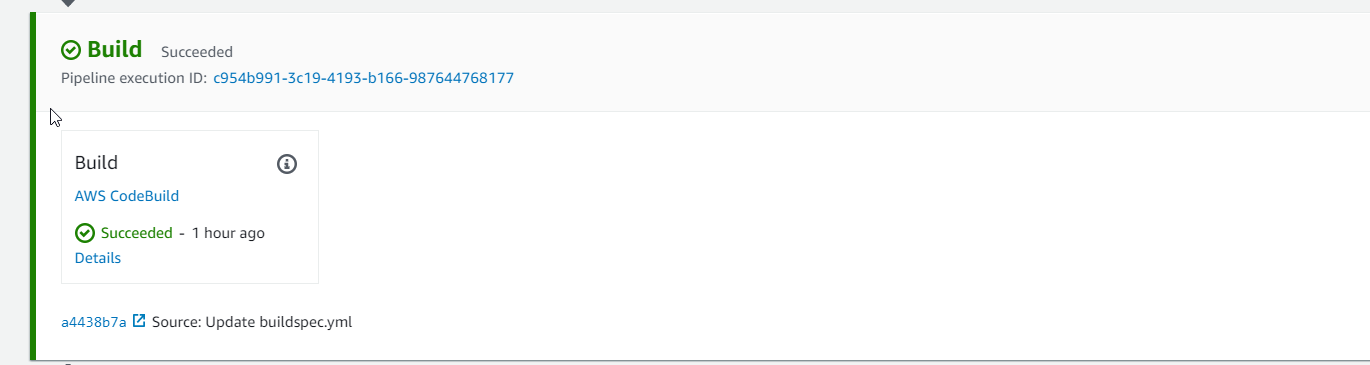 Build Succeeded
Pipeline execution ID: c954b991-3c19-4193-b166-987644768177
Build
AWS CodeBuild
Succeeded - 1 hour ago
Details
a4438b7a Source: Update buildspec.yml